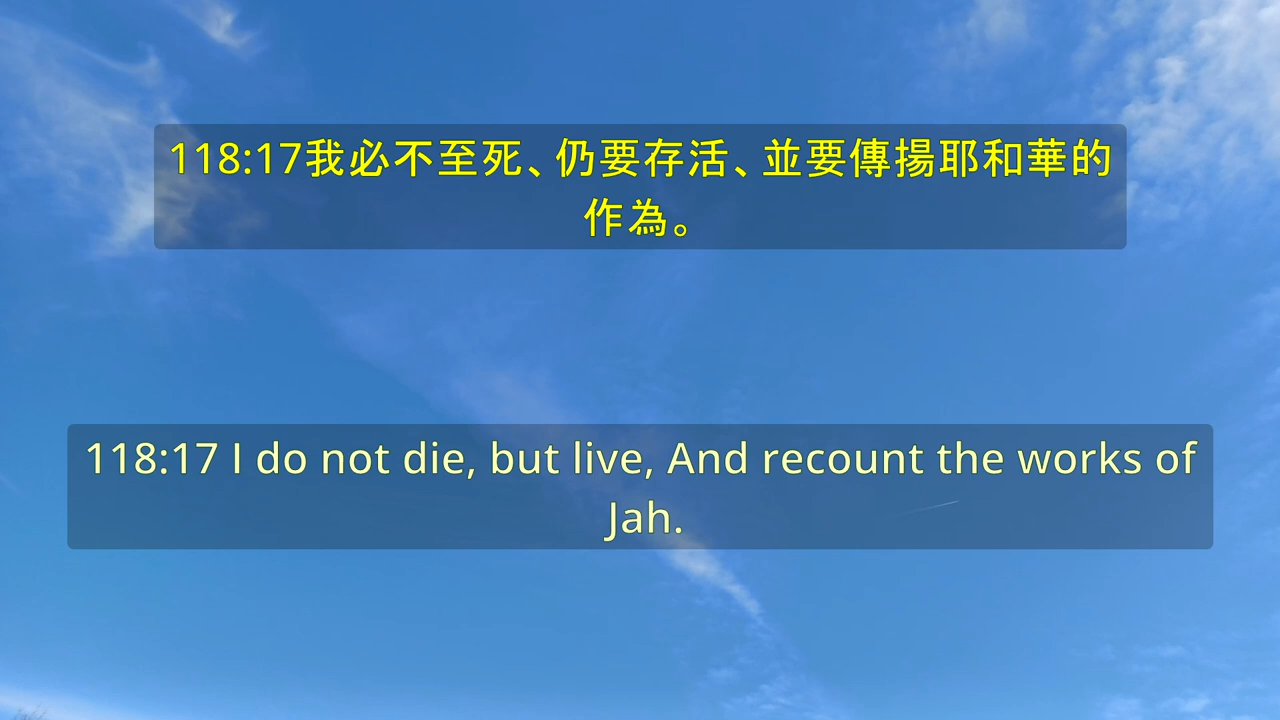 118:17我必不至死、仍要存活、並要傳揚耶和華的
作為。
118:17 I do not die, but live, And recount the works of
Jah.